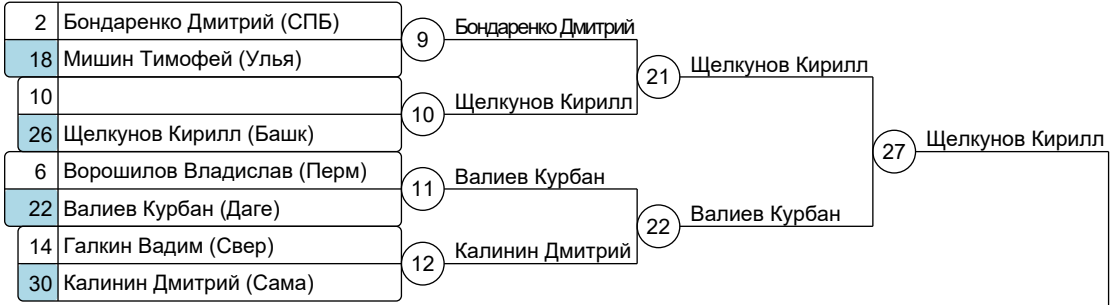 2 Бондаренко Дмитрий (СПБ)
18 Мишин Тимофей (Улья)
9 Бондаренко Дмитрий
10
26 Щелкунов Кирилл (Башк)
10 Щелкунов Кирилл
21 Щелкунов Кирилл
6 Ворошилов Владислав (Перм)
22 Валиев Курбан (Даге)
11 Валиев Курбан
14 Галкин Вадим (Свер)
30 Калинин Дмитрий (Сама)
12 Калинин Дмитрий
22 Валиев Курбан
27 Щелкунов Кирилл